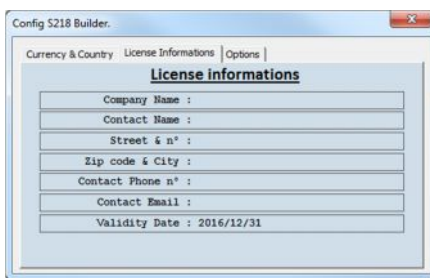 Config S218 Builder.
Currency & Country License Informations Options
License informations
Company Name :
Contact Name :
Street & n° :
Zip code & City :
Contact Phone n° :
Contact Email :
Validity Date : 2016/12/31